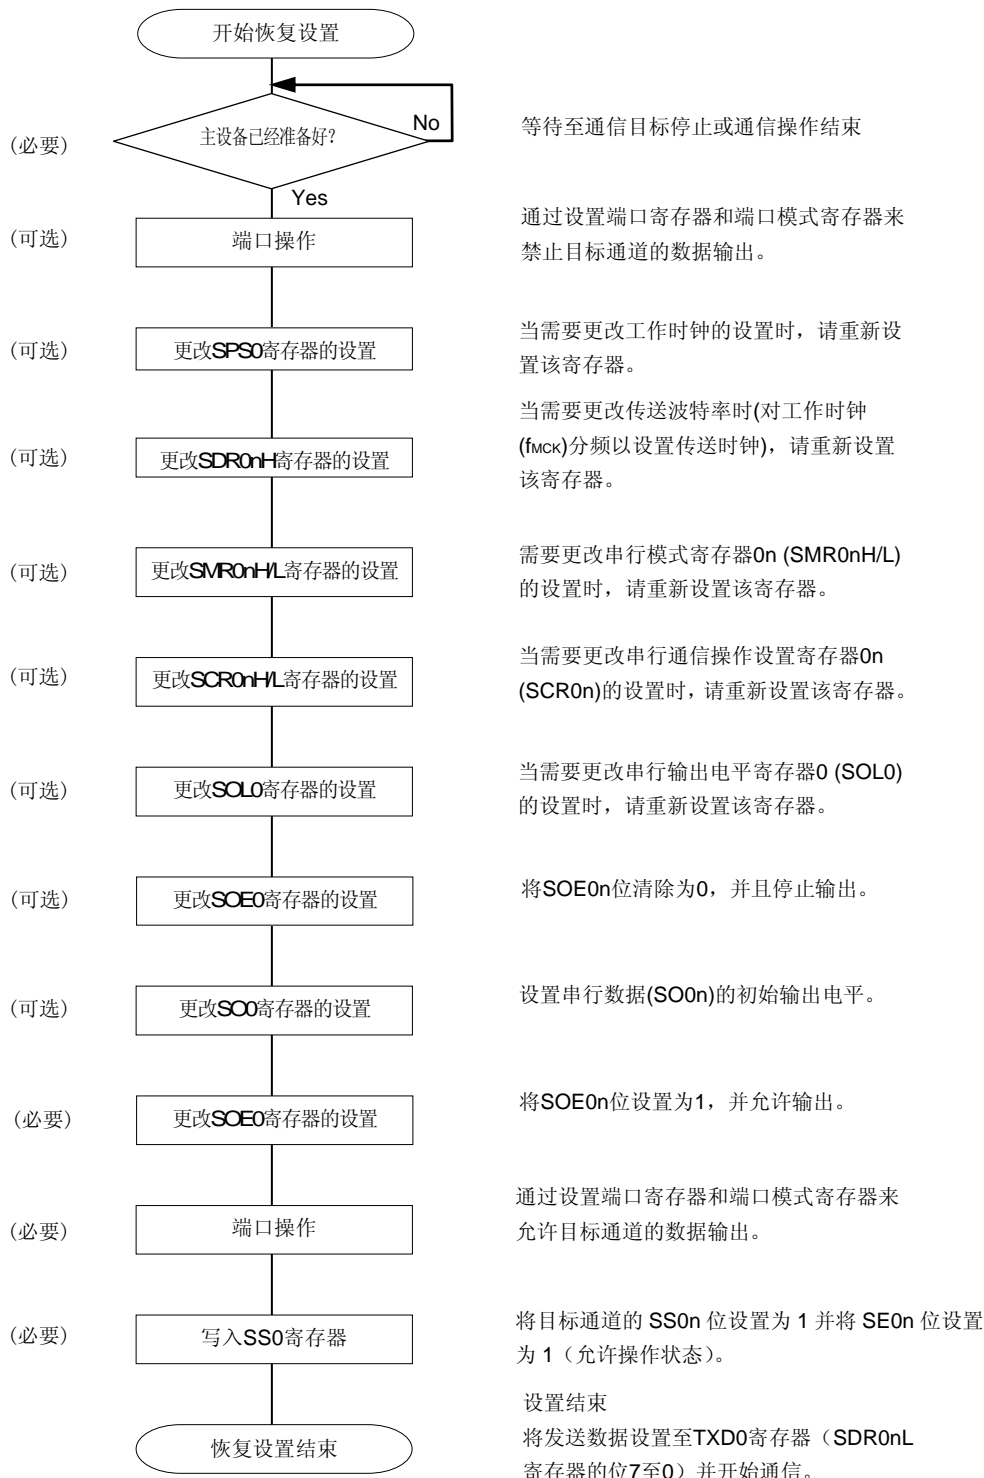 开始恢复设置
No
(必要)
主设备已经准备好?
等待至通信目标停止或通信操作结束
Yes
(可选)
端口操作
通过设置端口寄存器和端口模式寄存器来
禁止目标通道的数据输出。
(可选)
更改SPS0寄存器的设置
当需要更改工作时钟的设置时，请重新设
置该寄存器。
(可选)
更改SDR0nH寄存器的设置
当需要更改传送波特率时(对工作时钟
(fMCK)分频以设置传送时钟)，请重新设置
该寄存器。
(可选)
更改SMR0nH/L寄存器的设置
需要更改串行模式寄存器0n (SMR0nH/L)
的设置时，请重新设置该寄存器。
(可选)
更改SCR0nH/L寄存器的设置
当需要更改串行通信操作设置寄存器0n
(SCR0n)的设置时，请重新设置该寄存器。
(可选)
更改SOL0寄存器的设置
当需要更改串行输出电平寄存器0 (SOL0)
的设置时，请重新设置该寄存器。
(可选)
更改SOE0寄存器的设置
将SOE0n位清除为0，并且停止输出。
(可选)
更改SO0寄存器的设置
设置串行数据(SO0n)的初始输出电平。
(必要)
更改SOE0寄存器的设置
将SOE0n位设置为1，并允许输出。
(必要)
端口操作
通过设置端口寄存器和端口模式寄存器来
允许目标通道的数据输出。
(必要)
写入SS0寄存器
将目标通道的 SS0n 位设置为 1 并将 SE0n 位设置
为 1（允许操作状态）。
恢复设置结束
设置结束
将发送数据设置至TXD0寄存器（SDR0nL
寄存器的位7至0）并开始通信。